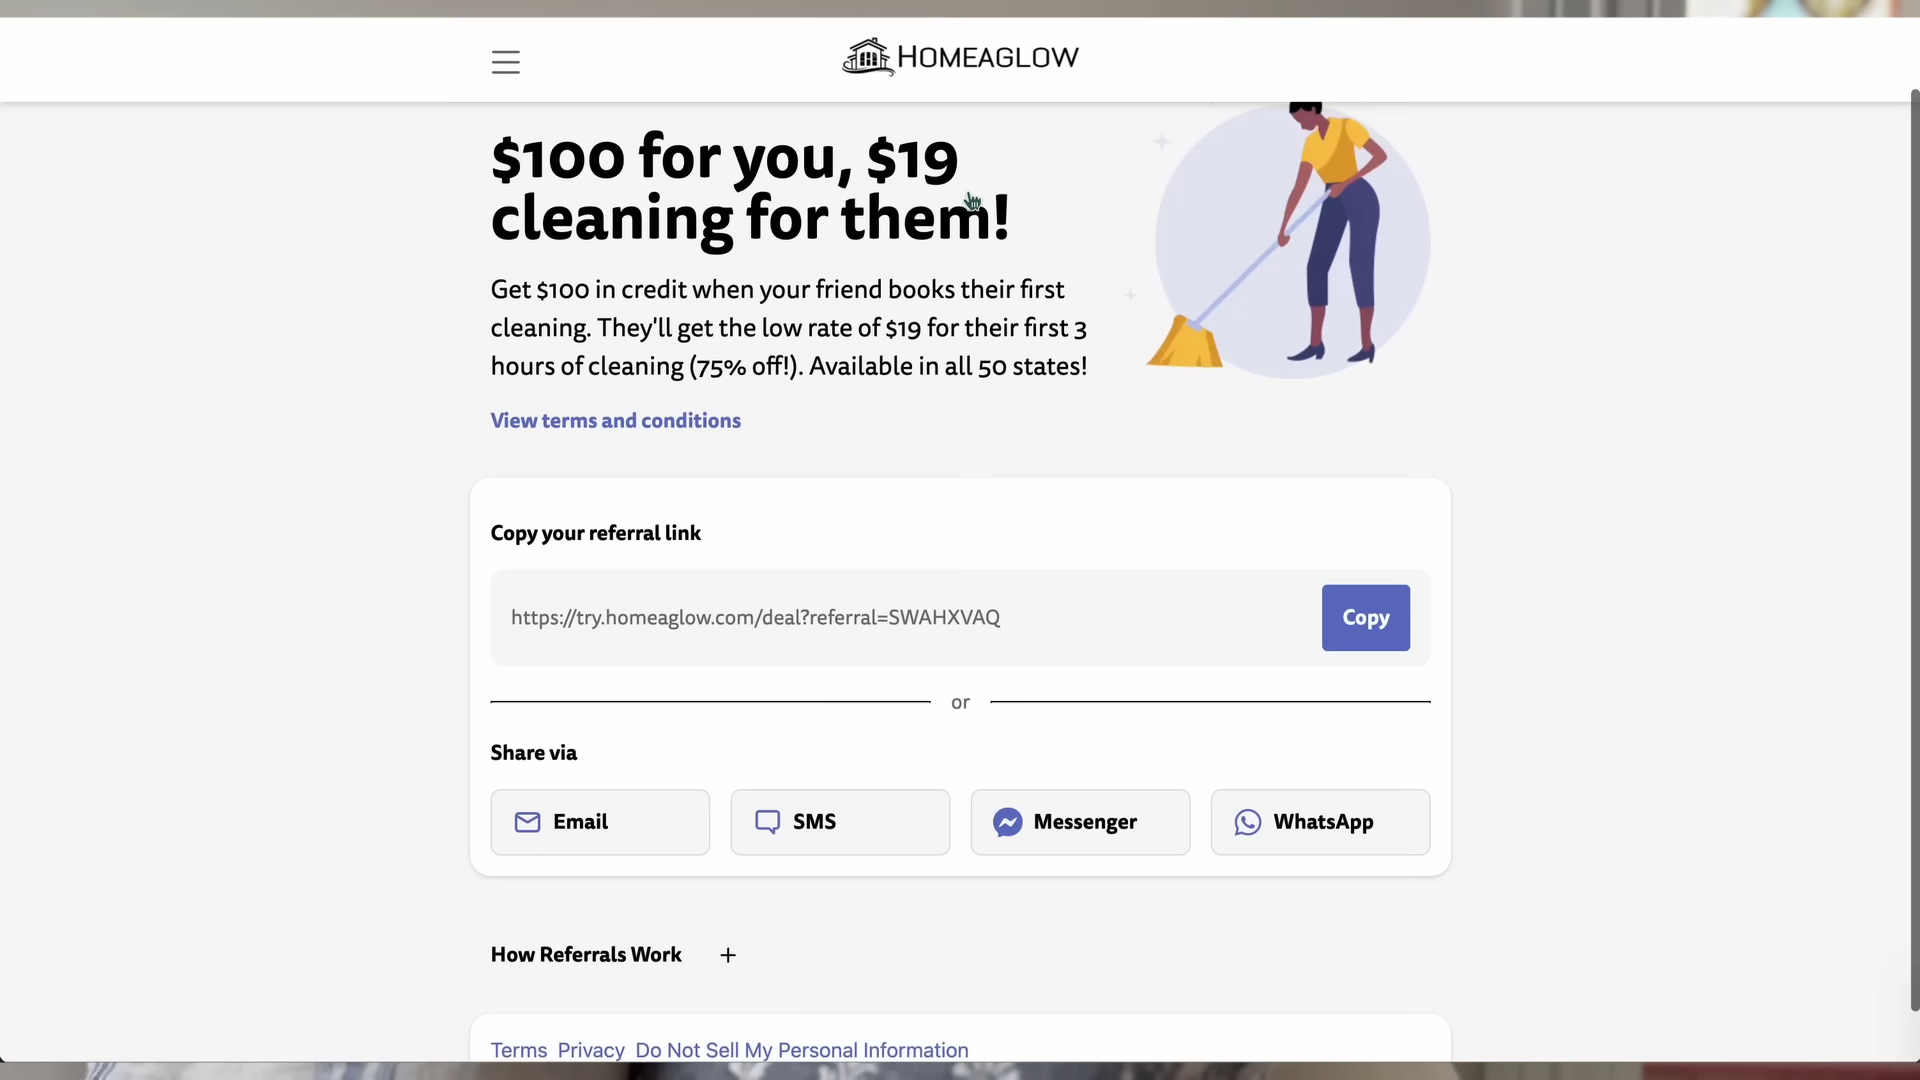 HOMEAGLOW
$100 for you, $19
cleaning for them!
Get $100 in credit when your friend books their first
cleaning. They'll get the low rate of $19 for their first 3
hours of cleaning (75% off!). Available in all 50 states!
View terms and conditions
Copy your referral link
https://try.homeaglow.com/deal?referral=SWAHXVAQ
Copy
or
Share via
Email
SMS
Messenger
WhatsApp
How Referrals Work +
Terms Privacy Do Not Sell My Personal Information